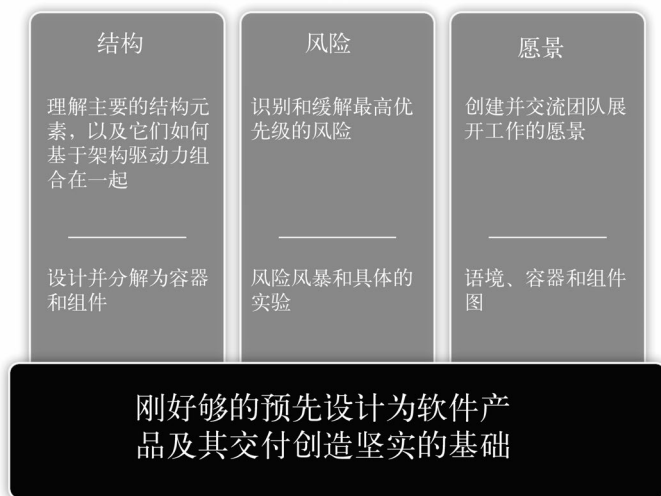 结构
理解主要的结构元
素，以及它们如何
基于架构驱动力组
合在一起
设计并分解为容器
和组件
风险
识别和缓解最高优
先级的风险
风险风暴和具体的
实验
愿景
创建并交流团队展
开工作的愿景
语境、容器和组件
图
刚好够的预先设计为软件产
品及其交付创造坚实的基础